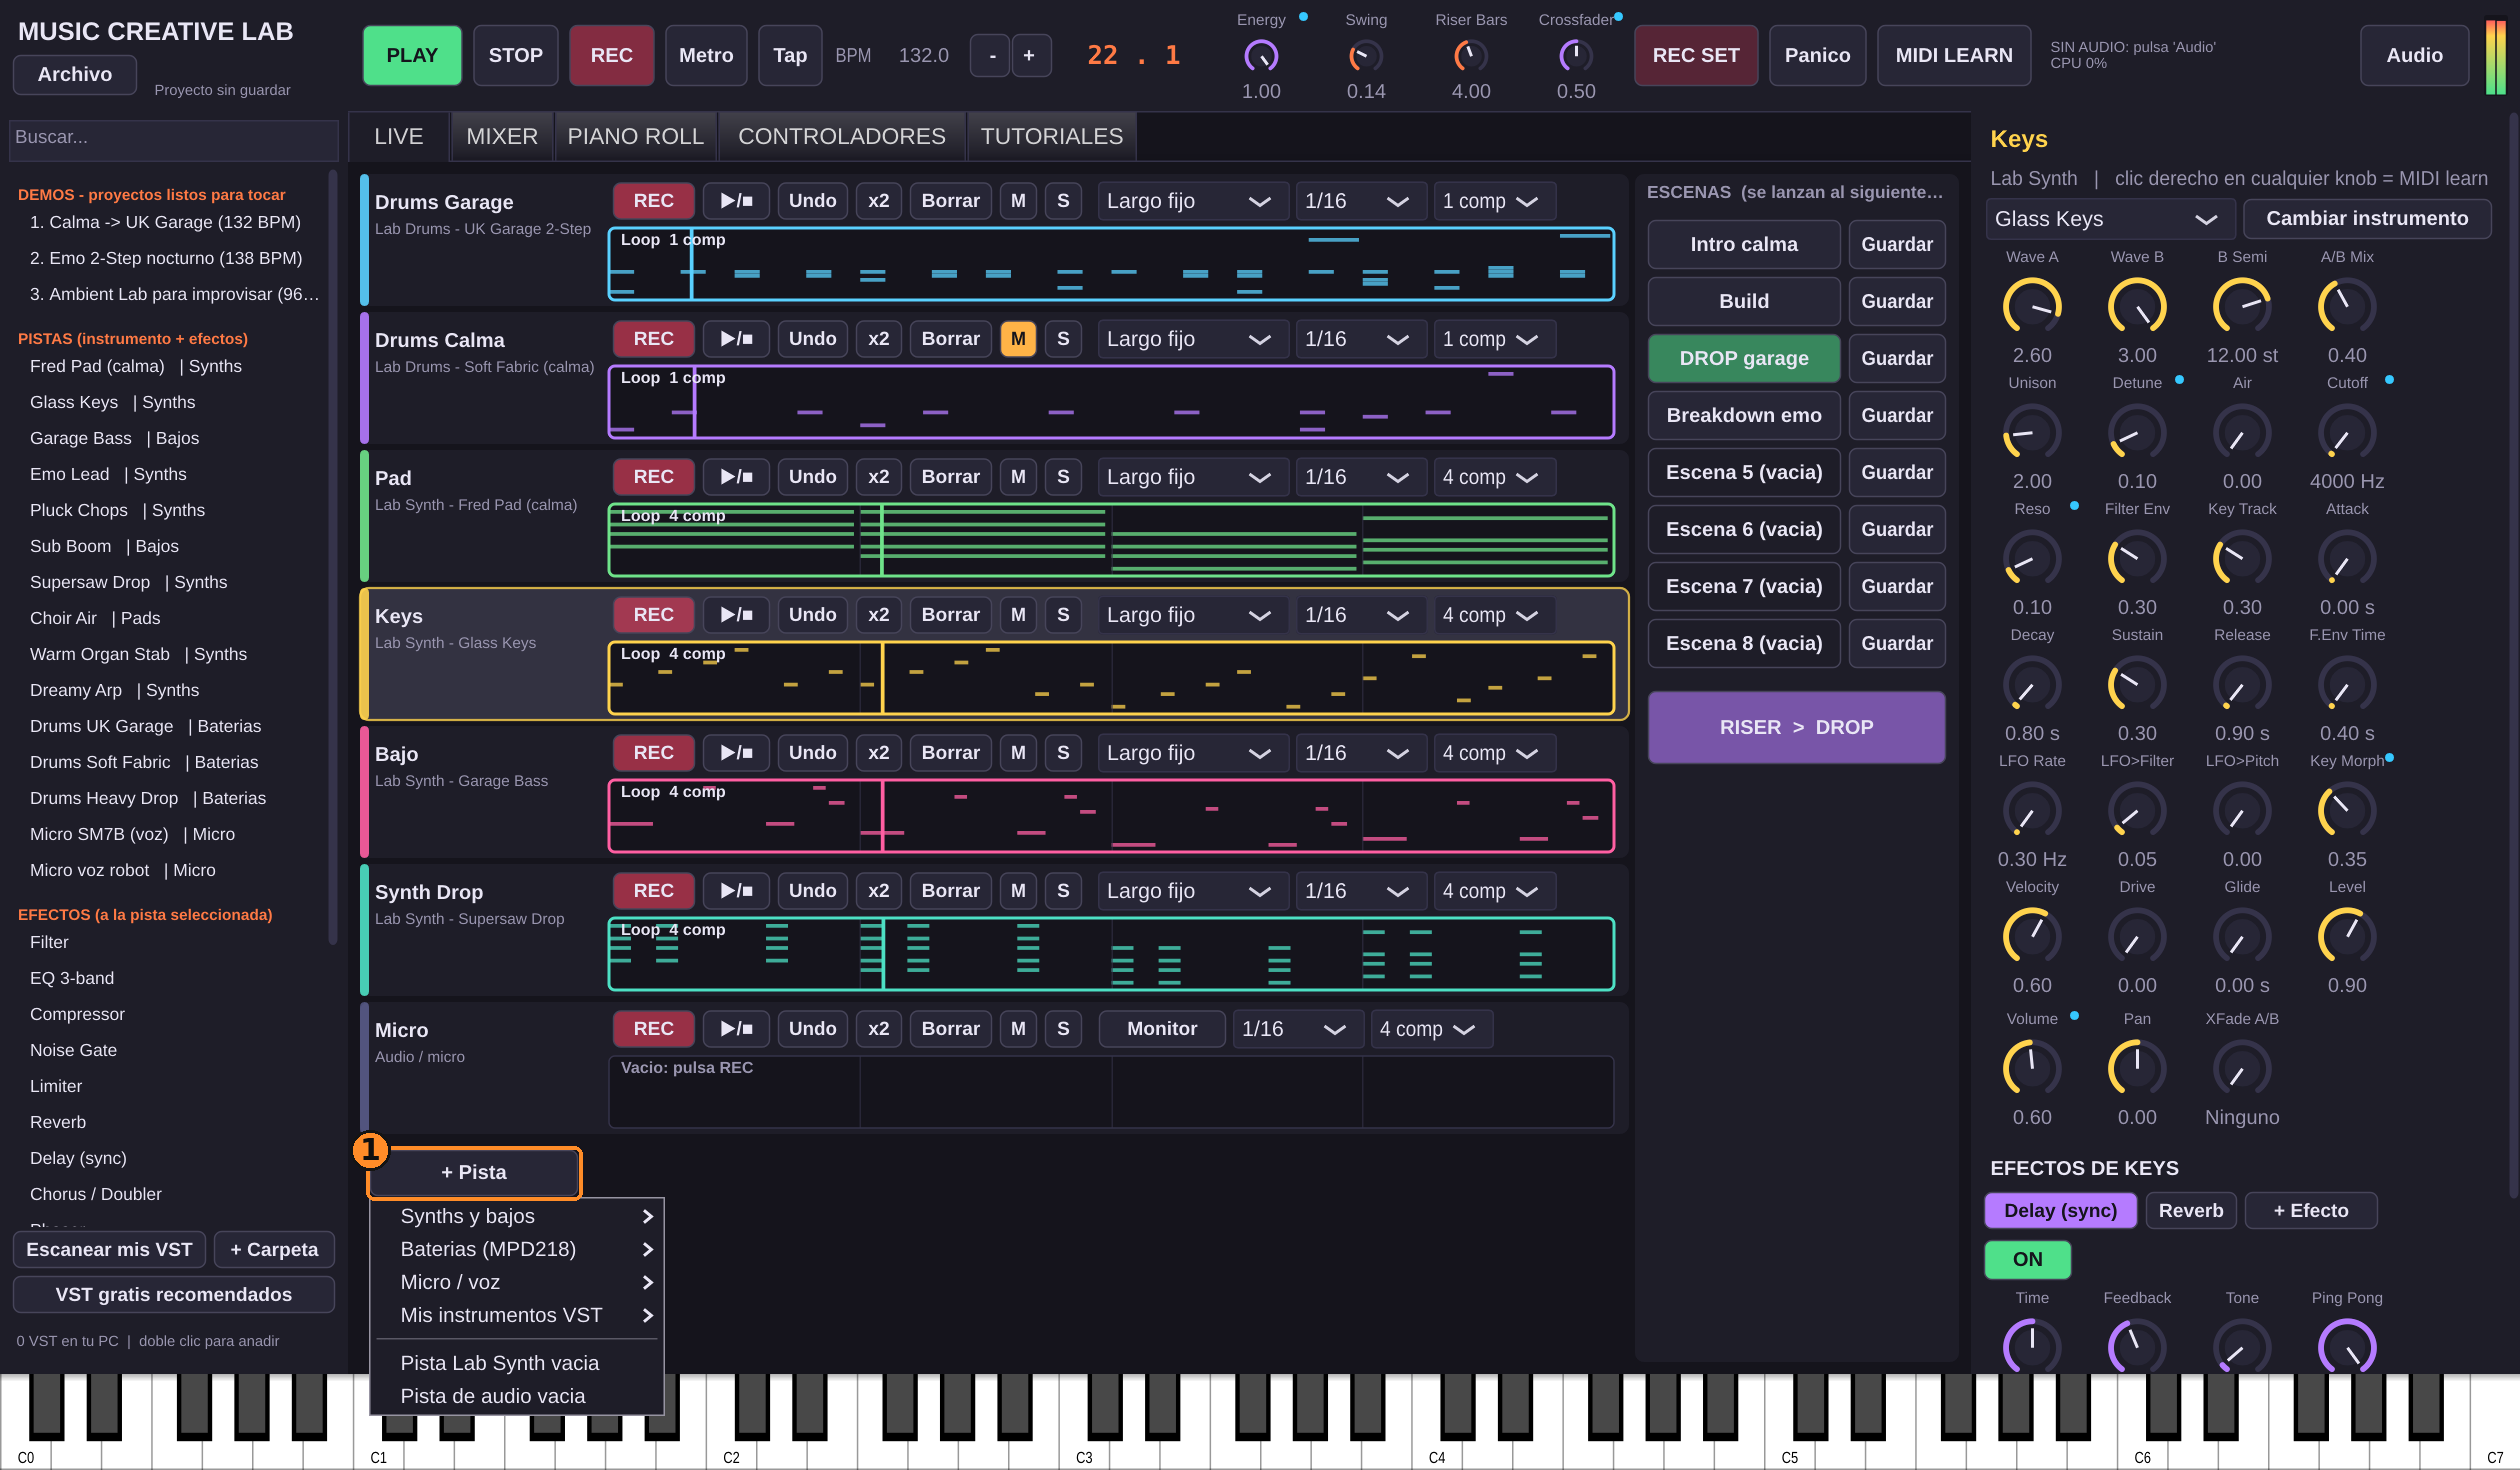 MUSIC CREATIVE LAB
Archivo
Proyecto sin guardar
PLAY
STOP
REC
Metro
Tap
BPM
132.0
-
+
22 . 1
Energy
1.00
Swing
0.14
Riser Bars
4.00
Crossfader
0.50
REC SET
Panico
MIDI LEARN
SIN AUDIO: pulsa 'Audio'
CPU 0%
Audio
Buscar...
DEMOS - proyectos listos para tocar
1. Calma -> UK Garage (132 BPM)
2. Emo 2-Step nocturno (138 BPM)
3. Ambient Lab para improvisar (96...
PISTAS (instrumento + efectos)
Fred Pad (calma) | Synths
Glass Keys | Synths
Garage Bass | Bajos
Emo Lead | Synths
Pluck Chops | Synths
Sub Boom | Bajos
Supersaw Drop | Synths
Choir Air | Pads
Warm Organ Stab | Synths
Dreamy Arp | Synths
Drums UK Garage | Baterias
Drums Soft Fabric | Baterias
Drums Heavy Drop | Baterias
Micro SM7B (voz) | Micro
Micro voz robot | Micro
EFECTOS (a la pista seleccionada)
Filter
EQ 3-band
Compressor
Noise Gate
Limiter
Reverb
Delay (sync)
Chorus / Doubler
Escanear mis VST
+ Carpeta
VST gratis recomendados
0 VST en tu PC | doble clic para anadir
LIVE
MIXER
PIANO ROLL
CONTROLADORES
TUTORIALES
Drums Garage
Lab Drums - UK Garage 2-Step
REC ▶/■ Undo x2 Borrar M S Largo fijo 1/16 1 comp
Loop 1 comp
Drums Calma
Lab Drums - Soft Fabric (calma)
REC ▶/■ Undo x2 Borrar M S Largo fijo 1/16 1 comp
Loop 1 comp
Pad
Lab Synth - Fred Pad (calma)
REC ▶/■ Undo x2 Borrar M S Largo fijo 1/16 4 comp
Loop 4 comp
Keys
Lab Synth - Glass Keys
REC ▶/■ Undo x2 Borrar M S Largo fijo 1/16 4 comp
Loop 4 comp
Bajo
Lab Synth - Garage Bass
REC ▶/■ Undo x2 Borrar M S Largo fijo 1/16 4 comp
Loop 4 comp
Synth Drop
Lab Synth - Supersaw Drop
REC ▶/■ Undo x2 Borrar M S Largo fijo 1/16 4 comp
Loop 4 comp
Micro
Audio / micro
REC ▶/■ Undo x2 Borrar M S Monitor 1/16 4 comp
Vacio: pulsa REC
1
+ Pista
Synths y bajos
Baterias (MPD218)
Micro / voz
Mis instrumentos VST
Pista Lab Synth vacia
Pista de audio vacia
ESCENAS (se lanzan al siguiente...
Intro calma Guardar
Build Guardar
DROP garage Guardar
Breakdown emo Guardar
Escena 5 (vacia) Guardar
Escena 6 (vacia) Guardar
Escena 7 (vacia) Guardar
Escena 8 (vacia) Guardar
RISER > DROP
Keys
Lab Synth | clic derecho en cualquier knob = MIDI learn
Glass Keys
Cambiar instrumento
Wave A Wave B B Semi A/B Mix
2.60 3.00 12.00 st 0.40
Unison Detune Air Cutoff
2.00 0.10 0.00 4000 Hz
Reso Filter Env Key Track Attack
0.10 0.30 0.30 0.00 s
Decay Sustain Release F.Env Time
0.80 s 0.30 0.90 s 0.40 s
LFO Rate LFO>Filter LFO>Pitch Key Morph
0.30 Hz 0.05 0.00 0.35
Velocity Drive Glide Level
0.60 0.00 0.00 s 0.90
Volume Pan XFade A/B
0.60 0.00 Ninguno
EFECTOS DE KEYS
Delay (sync) Reverb + Efecto
ON
Time Feedback Tone Ping Pong
C0 C1 C2 C3 C4 C5 C6 C7